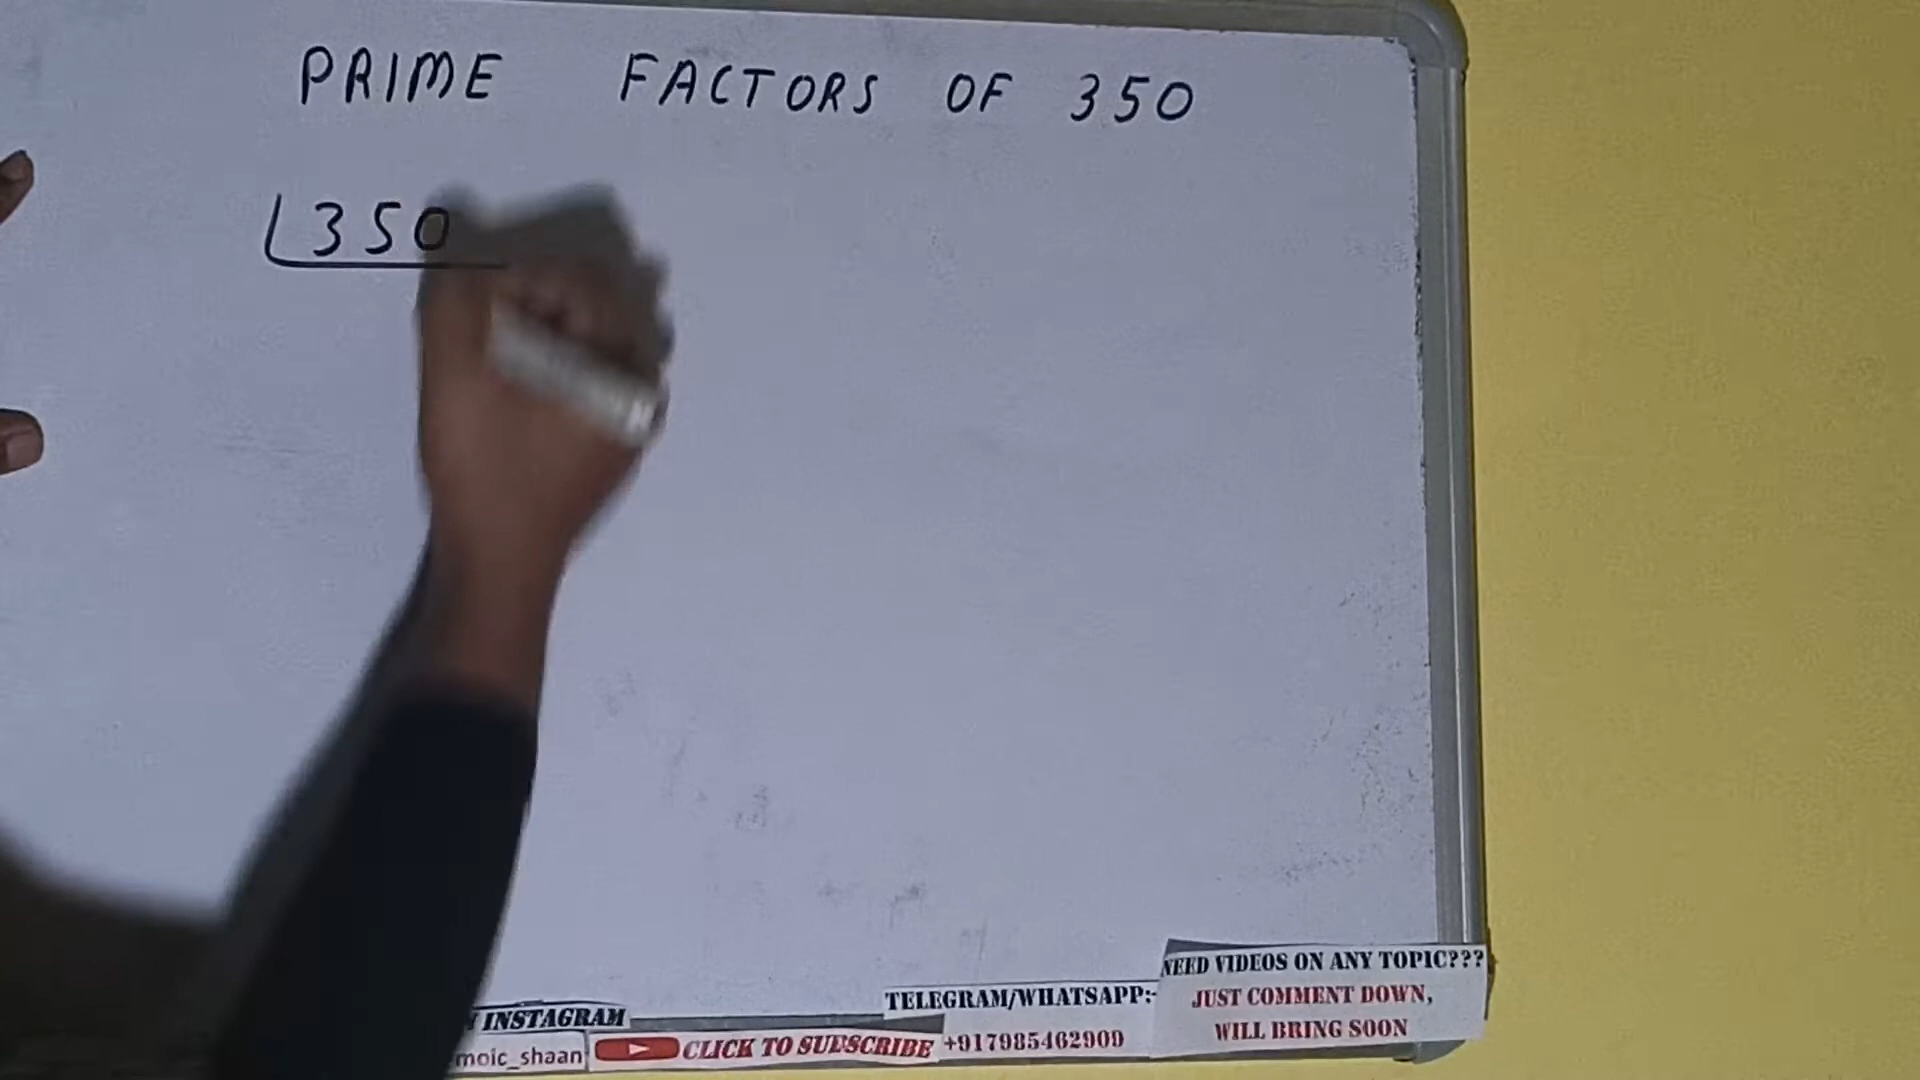 PRIME FACTORS OF 350
350
NEED VIDEOS ON ANY TOPIC???
JUST COMMENT DOWN,
WILL BRING SOON
TELEGRAM/WHATSAPP:-
+917985462909
INSTAGRAM
moic_shaan
CLICK TO SUBSCRIBE